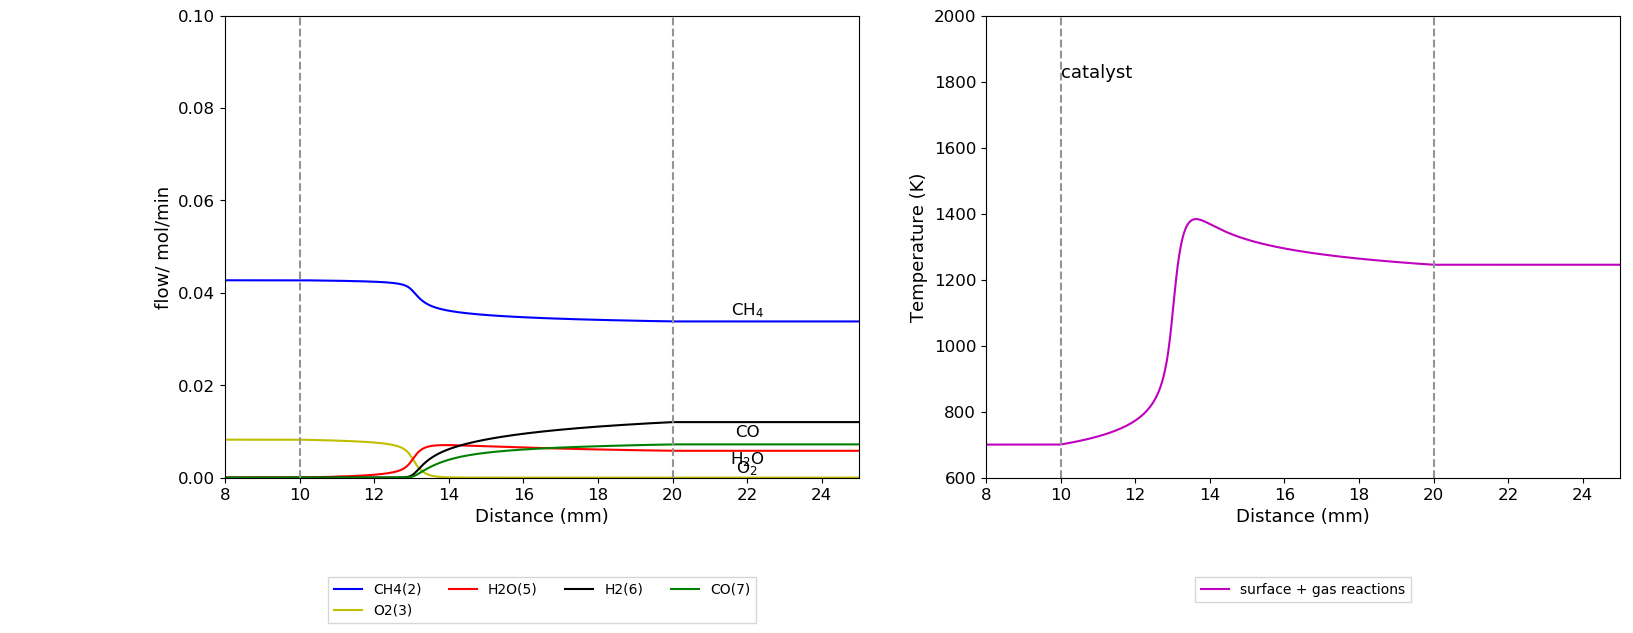 0.10
0.08
0.06
0.04
0.02
0.00
flow/ mol/min
CH₄
CO
H₂O
O₂
8 10 12 14 16 18 20 22 24
Distance (mm)
CH4(2) H2O(5) H2(6) CO(7)
O2(3)
2000
1800
1600
1400
1200
1000
800
600
Temperature (K)
catalyst
8 10 12 14 16 18 20 22 24
Distance (mm)
surface + gas reactions